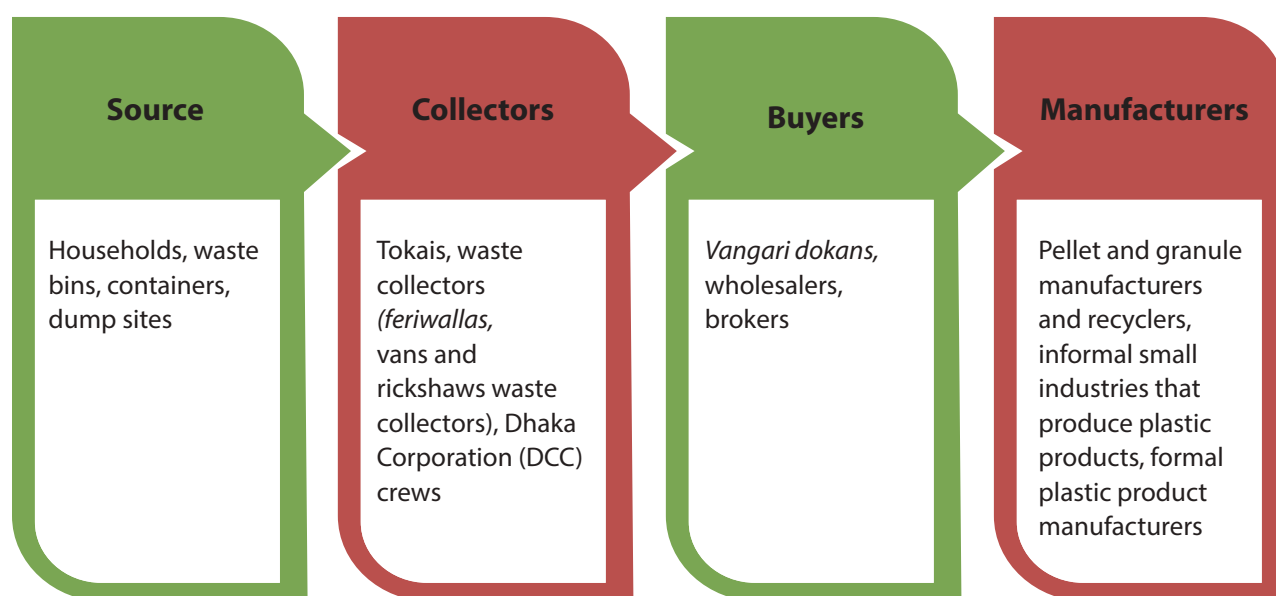 Source
Households, waste
bins, containers,
dump sites
Collectors
Tokais, waste
collectors
(feriwallas,
vans and
rickshaws waste
collectors), Dhaka
Corporation (DCC)
crews
Buyers
Vangari dokans,
wholesalers,
brokers
Manufacturers
Pellet and granule
manufacturers
and recyclers,
informal small
industries that
produce plastic
products, formal
plastic product
manufacturers